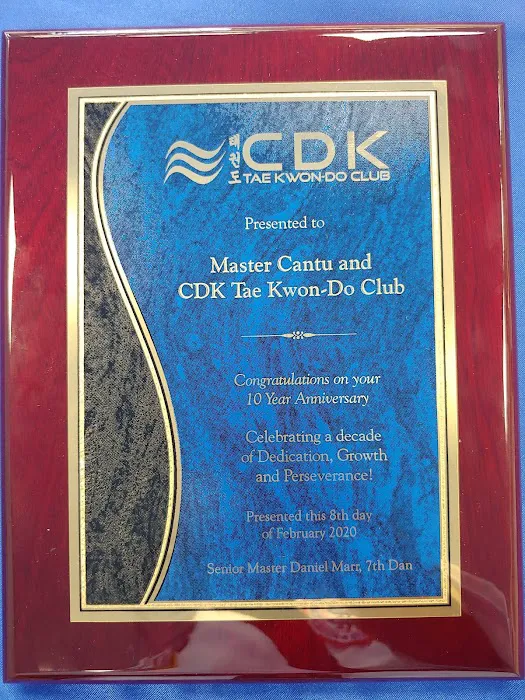 태권도
CDK
TAE KWON-DO CLUB
Presented to
Master Cantu and
CDK Tae Kwon-Do Club
Congratulations on your
10 Year Anniversary
Celebrating a decade
of Dedication, Growth
and Perseverance!
Presented this 8th day
of February 2020
Senior Master Daniel Marr, 7th Dan